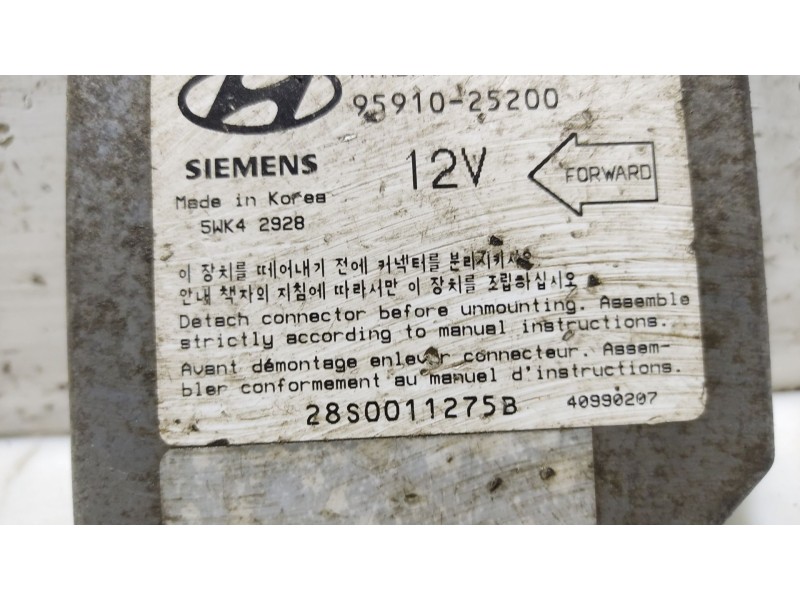 95910-25200
SIEMENS
12V
FORWARD
Made in Korea
5WK4 2928
이 장치를 떼어내기 전에 커넥터를 분리지키시오
안내 책자의 지침에 따라서만 이 장치를 조립하십시오
Detach connector before unmounting. Assemble
strictly according to manual instructions.
Avant démontage enlever connecteur. Assem-
bler conformement au manuel d'instructions.
28S0011275B
40990207